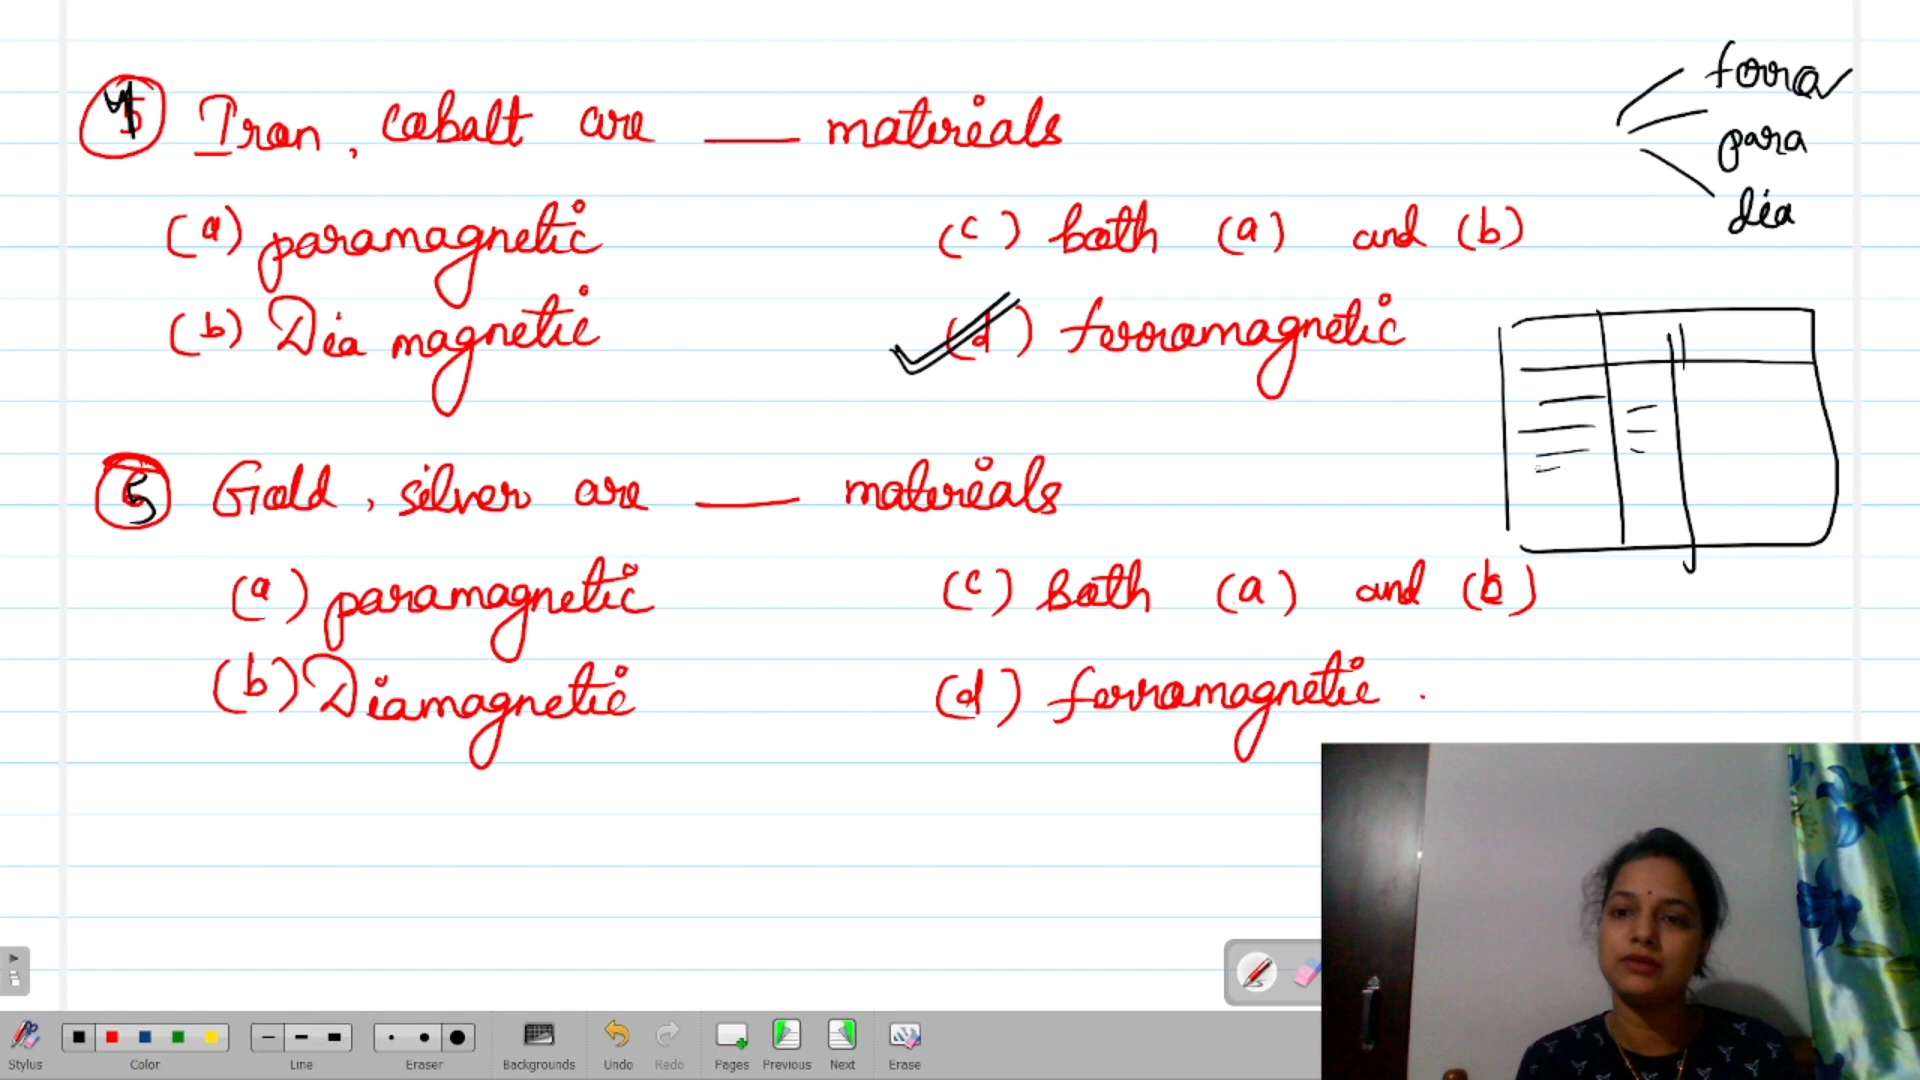 4 Iron, cobalt are ___ materials
(a) paramagnetic (c) both (a) and (b)
(b) Dia magnetic (d) ferromagnetic
5 Gold, silver are ___ materials
(a) paramagnetic (c) both (a) and (b)
(b) Diamagnetic (d) ferromagnetic.
ferro
para
dia
Stylus Color Line Eraser Backgrounds Undo Redo Pages Previous Next Erase